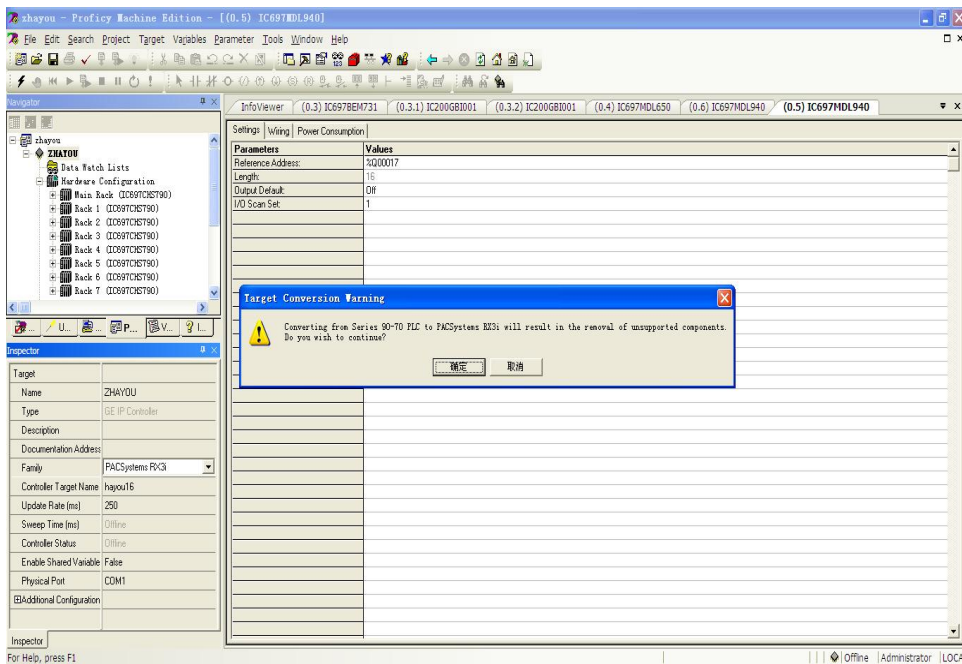 zhayou - Proficy Machine Edition - [(0.5) IC697MDL940]
File Edit Search Project Target Variables Parameter Tools Window Help
Navigator
InfoViewer (0.3) IC697BEM731 (0.3.1) IC200GBI001 (0.3.2) IC200GBI001 (0.4) IC697MDL650 (0.6) IC697MDL940 (0.5) IC697MDL940
Settings Wiring Power Consumption
Parameters Values
Reference Address: %Q00017
Length: 16
Output Default: Off
I/O Scan Set: 1
zhayou
ZHAYOU
Data Watch Lists
Hardware Configuration
Main Rack (IC697CHS790)
Rack 1 (IC697CHS790)
Rack 2 (IC697CHS790)
Rack 3 (IC697CHS790)
Rack 4 (IC697CHS790)
Rack 5 (IC697CHS790)
Rack 6 (IC697CHS790)
Rack 7 (IC697CHS790)
U... P... V... I...
Target Conversion Warning
Converting from Series 90-70 PLC to PACSystems RX3i will result in the removal of unsupported components.
Do you wish to continue?
确定 取消
Inspector
Target
Name ZHAYOU
Type GE IP Controller
Description
Documentation Address
Family PACSystems RX3i
Controller Target Name hayou16
Update Rate (ms) 250
Sweep Time (ms) Offline
Controller Status Offline
Enable Shared Variable False
Physical Port COM1
Additional Configuration
Inspector
For Help, press F1
Offline Administrator LOCA